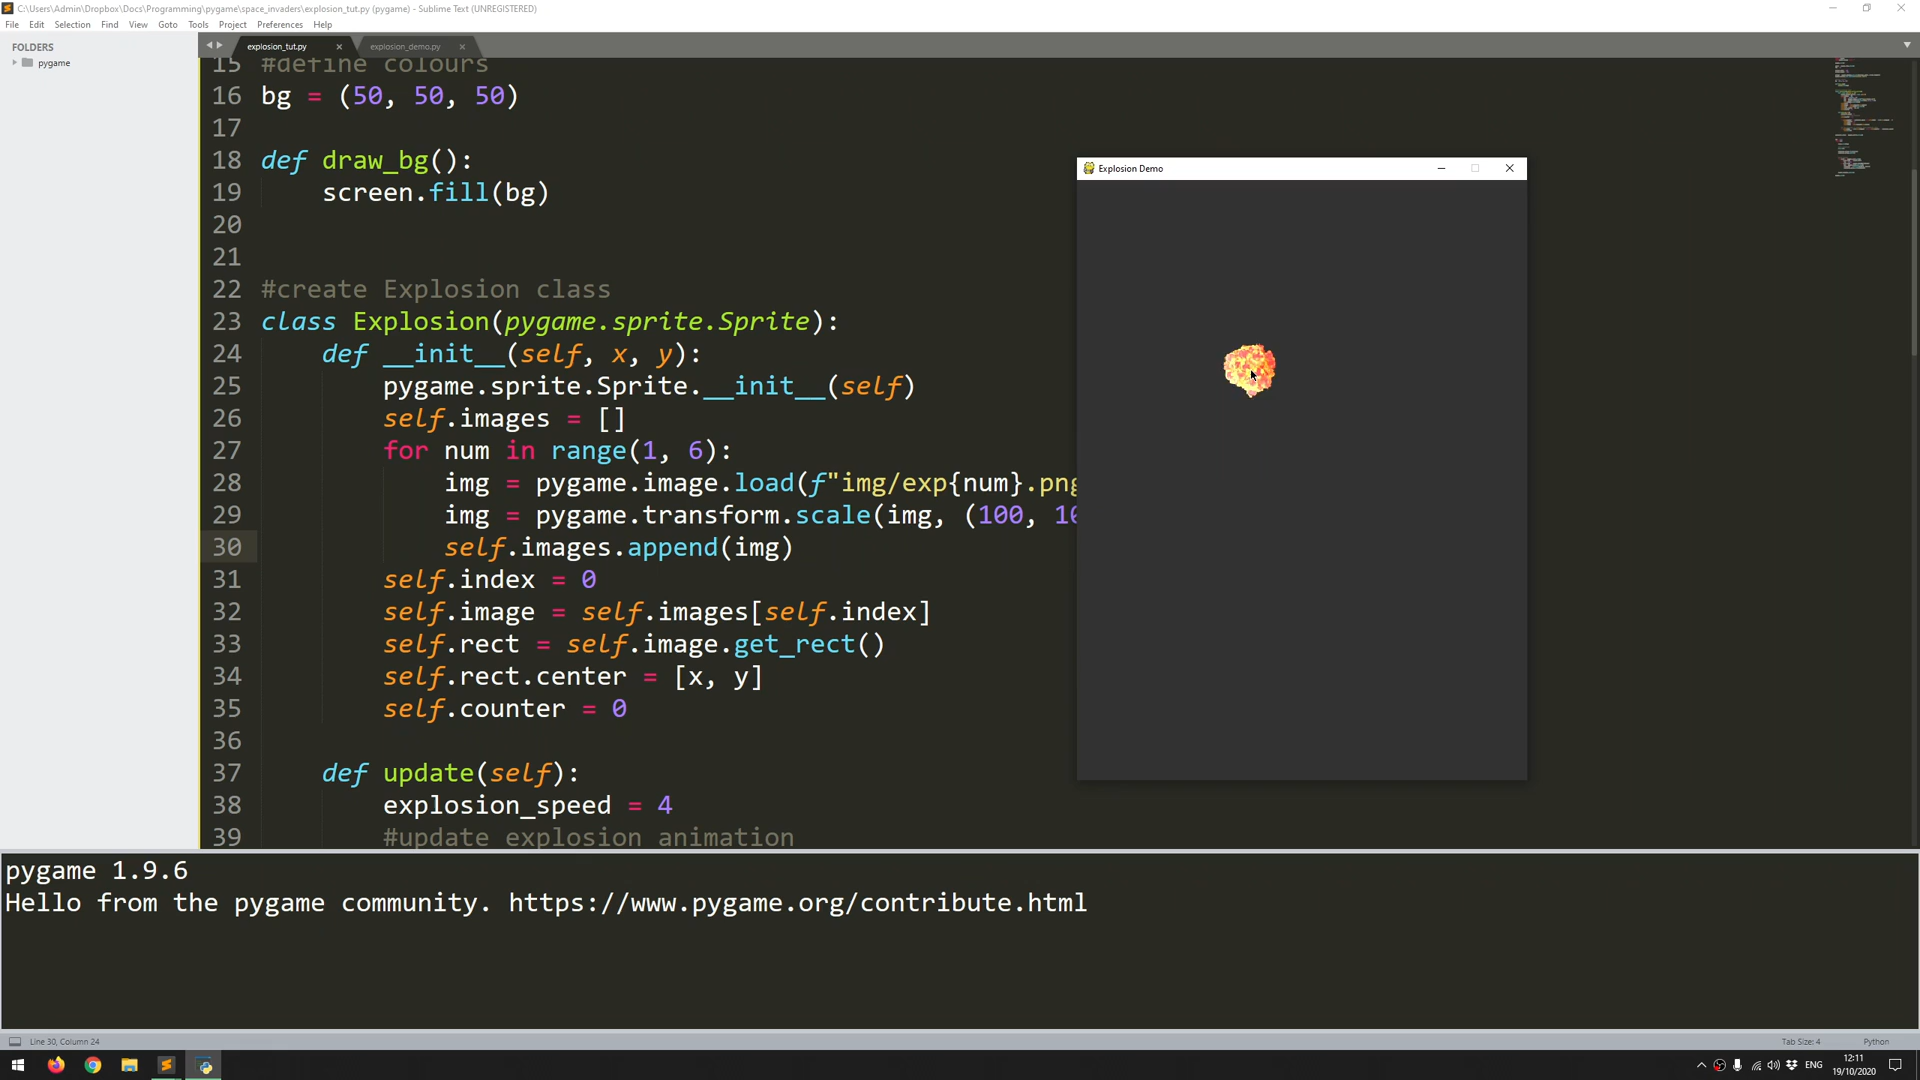 C:\Users\Admin\Dropbox\Docs\Programming\pygame\space_invaders\explosion_tut.py (pygame) - Sublime Text (UNREGISTERED)
File Edit Selection Find View Goto Tools Project Preferences Help
FOLDERS
pygame
explosion_tut.py
explosion_demo.py
15 #define colours
16 bg = (50, 50, 50)
17
18 def draw_bg():
19 screen.fill(bg)
20
21
22 #create Explosion class
23 class Explosion(pygame.sprite.Sprite):
24 def __init__(self, x, y):
25 pygame.sprite.Sprite.__init__(self)
26 self.images = []
27 for num in range(1, 6):
28 img = pygame.image.load(f"img/exp{num}.png
29 img = pygame.transform.scale(img, (100, 10
30 self.images.append(img)
31 self.index = 0
32 self.image = self.images[self.index]
33 self.rect = self.image.get_rect()
34 self.rect.center = [x, y]
35 self.counter = 0
36
37 def update(self):
38 explosion_speed = 4
39 #update explosion animation
Explosion Demo
pygame 1.9.6
Hello from the pygame community. https://www.pygame.org/contribute.html
Line 30, Column 24
Tab Size: 4
Python
ENG
12:11
19/10/2020